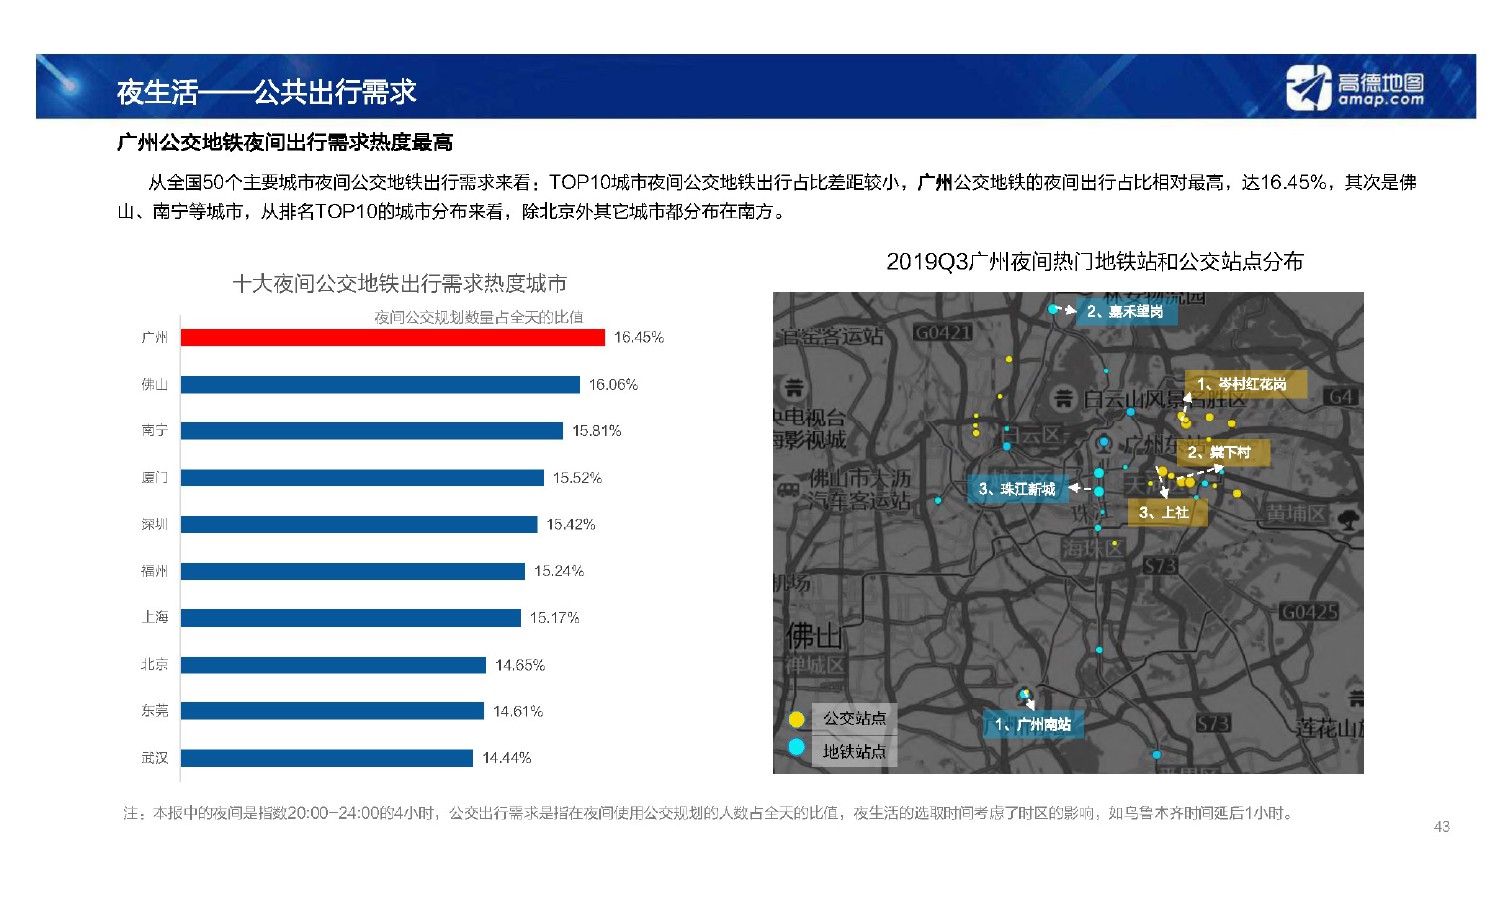 夜生活——公共出行需求
高德地图
amap.com
广州公交地铁夜间出行需求热度最高
从全国50个主要城市夜间公交地铁出行需求来看：TOP10城市夜间公交地铁出行占比差距较小，广州公交地铁的夜间出行占比相对最高，达16.45%，其次是佛
山、南宁等城市，从排名TOP10的城市分布来看，除北京外其它城市都分布在南方。
十大夜间公交地铁出行需求热度城市
夜间公交规划数量占全天的比值
广州 16.45%
佛山 16.06%
南宁 15.81%
厦门 15.52%
深圳 15.42%
福州 15.24%
上海 15.17%
北京 14.65%
东莞 14.61%
武汉 14.44%
2019Q3广州夜间热门地铁站和公交站点分布
2、嘉禾望岗
官窑客运站
G0421
1、岑村红花岗
G4
白云山风景名胜区
央电视台
海影视城
白云区
广州东站
2、棠下村
佛山市大沥
汽车客运站
3、珠江新城
3、上社
黄埔区
海珠区
S73
机场
G0425
佛山
禅城区
1、广州南站
S73
公交站点
地铁站点
注：本报中的夜间是指数20:00-24:00的4小时，公交出行需求是指在夜间使用公交规划的人数占全天的比值，夜生活的选取时间考虑了时区的影响，如乌鲁木齐时间延后1小时。
43